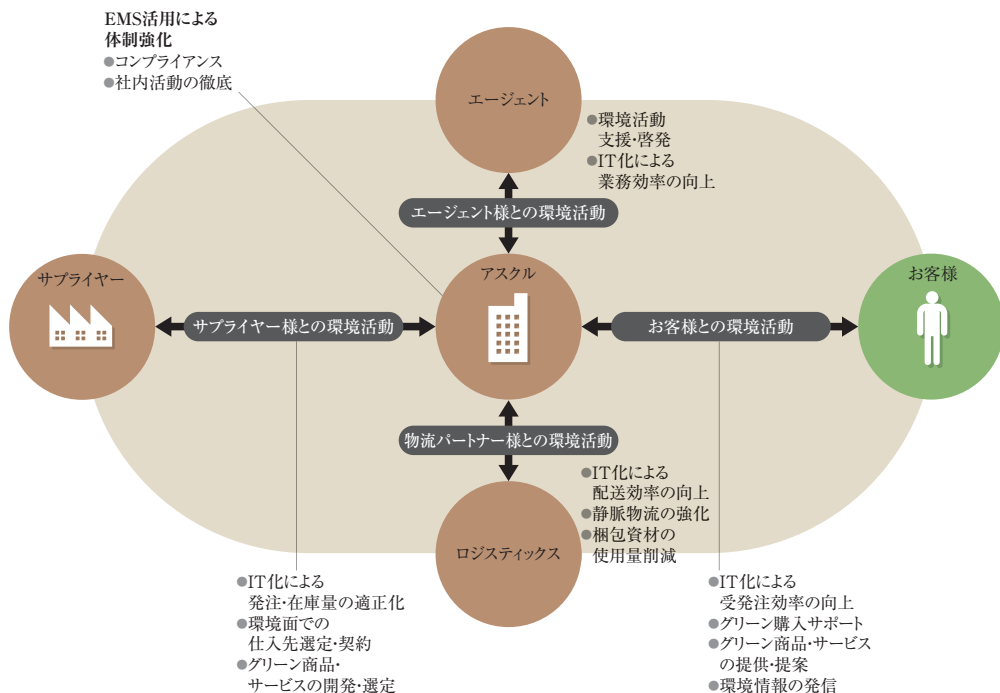 EMS活用による
体制強化
●コンプライアンス
●社内活動の徹底
エージェント
●環境活動
支援・啓発
●IT化による
業務効率の向上
エージェント様との環境活動
サプライヤー
アスクル
お客様
サプライヤー様との環境活動
お客様との環境活動
物流パートナー様との環境活動
●IT化による
配送効率の向上
●静脈物流の強化
●梱包資材の
使用量削減
ロジスティックス
●IT化による
発注・在庫量の適正化
●環境面での
仕入先選定・契約
●グリーン商品・
サービスの開発・選定
●IT化による
受発注効率の向上
●グリーン購入サポート
●グリーン商品・サービス
の提供・提案
●環境情報の発信